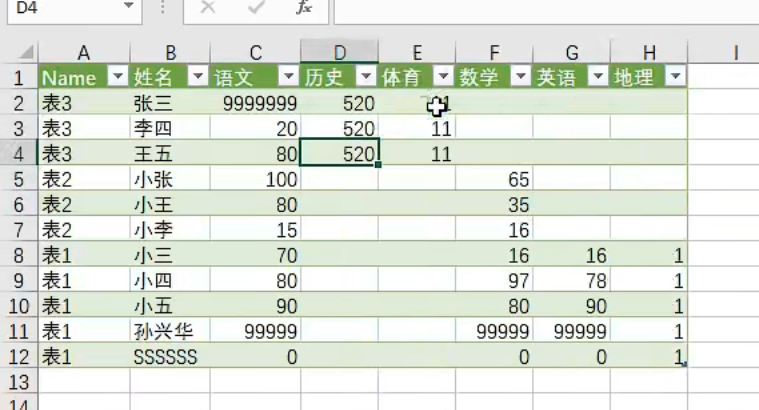 D4 fx
A B C D E F G H I
1 Name 姓名 语文 历史 体育 数学 英语 地理
2 表3 张三 9999999 520
3 表3 李四 20 520 11
4 表3 王五 80 520 11
5 表2 小张 100 65
6 表2 小王 80 35
7 表2 小李 15 16
8 表1 小三 70 16 16 1
9 表1 小四 80 97 78 1
10 表1 小五 90 80 90 1
11 表1 孙兴华 99999 99999 99999 1
12 表1 SSSSSS 0 0 0 1
13
14